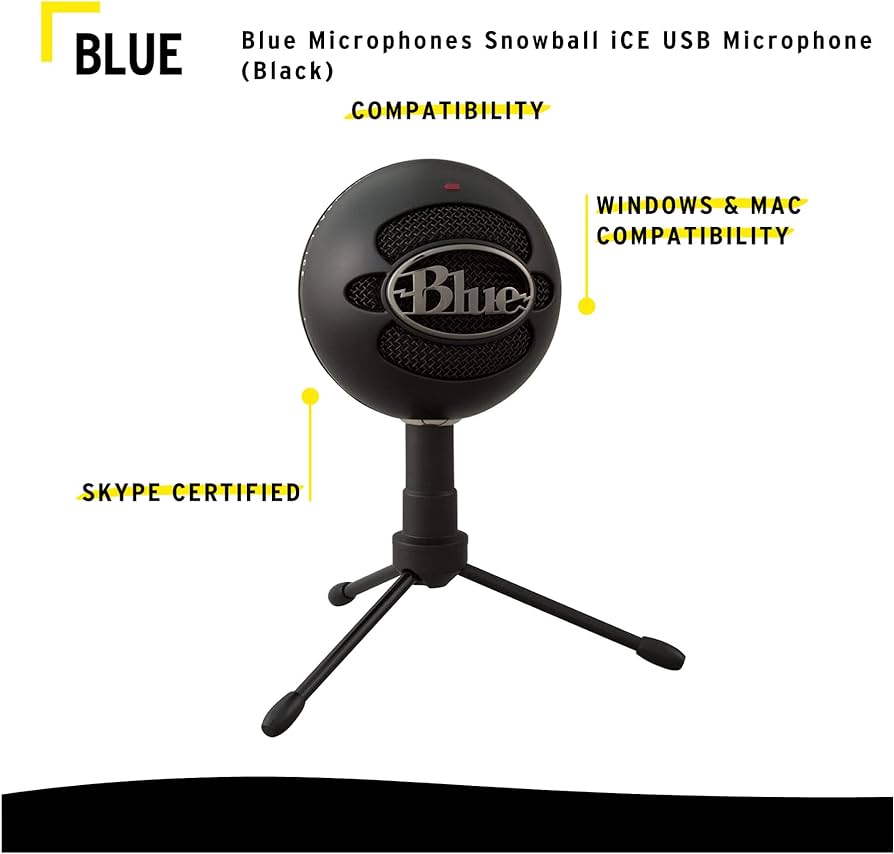 BLUE
Blue Microphones Snowball iCE USB Microphone
(Black)
COMPATIBILITY
WINDOWS & MAC
COMPATIBILITY
Blue
SKYPE CERTIFIED